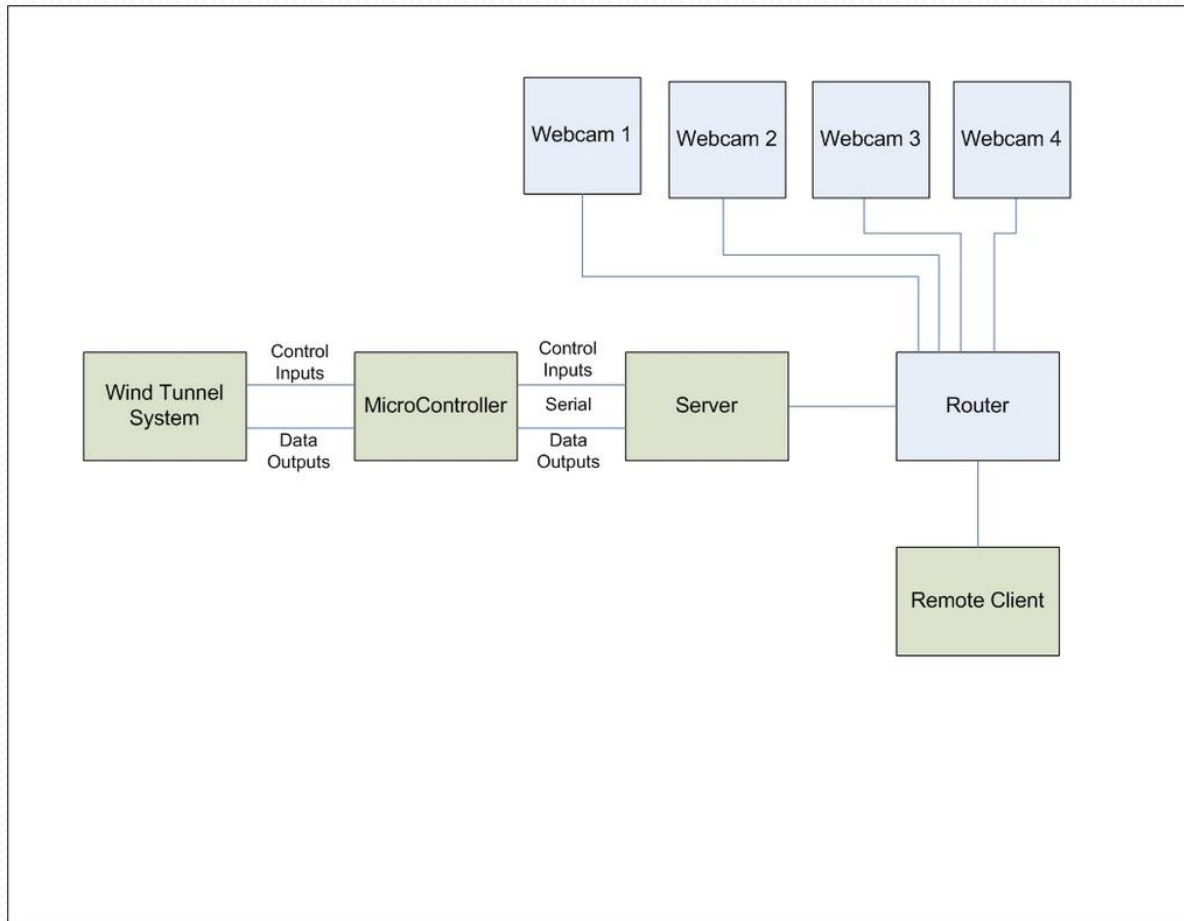 Webcam 1
Webcam 2
Webcam 3
Webcam 4
Wind Tunnel
System
Control
Inputs
Data
Outputs
MicroController
Control
Inputs
Serial
Data
Outputs
Server
Router
Remote Client